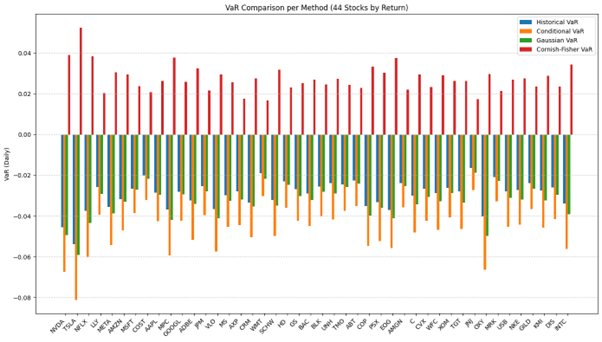 VaR Comparison per Method (44 Stocks by Return)
Historical VaR
Conditional VaR
Gaussian VaR
Cornish-Fisher VaR
VaR (Daily)
0.04
0.02
0.00
−0.02
−0.04
−0.06
−0.08
NVDA
TSLA
NFLX
LLY
META
AMZN
MSFT
COST
AAPL
MPC
GOOGL
ADBE
JPM
VLO
MS
AXP
CRM
WMT
SCHW
HD
GS
BAC
BLK
UNH
TMO
ABT
COP
PSX
EOG
AMGN
C
CVX
WFC
XOM
TGT
JNJ
OXY
MRK
USB
NKE
GILD
KMI
DIS
INTC